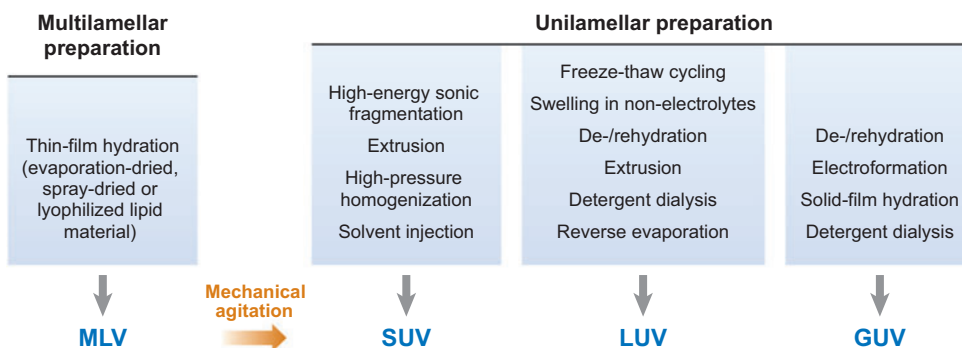 Multilamellar
preparation
Thin-film hydration
(evaporation-dried,
spray-dried or
lyophilized lipid
material)
MLV
Mechanical
agitation
Unilamellar preparation
High-energy sonic
fragmentation
Extrusion
High-pressure
homogenization
Solvent injection
SUV
Freeze-thaw cycling
Swelling in non-electrolytes
De-/rehydration
Extrusion
Detergent dialysis
Reverse evaporation
LUV
De-/rehydration
Electroformation
Solid-film hydration
Detergent dialysis
GUV